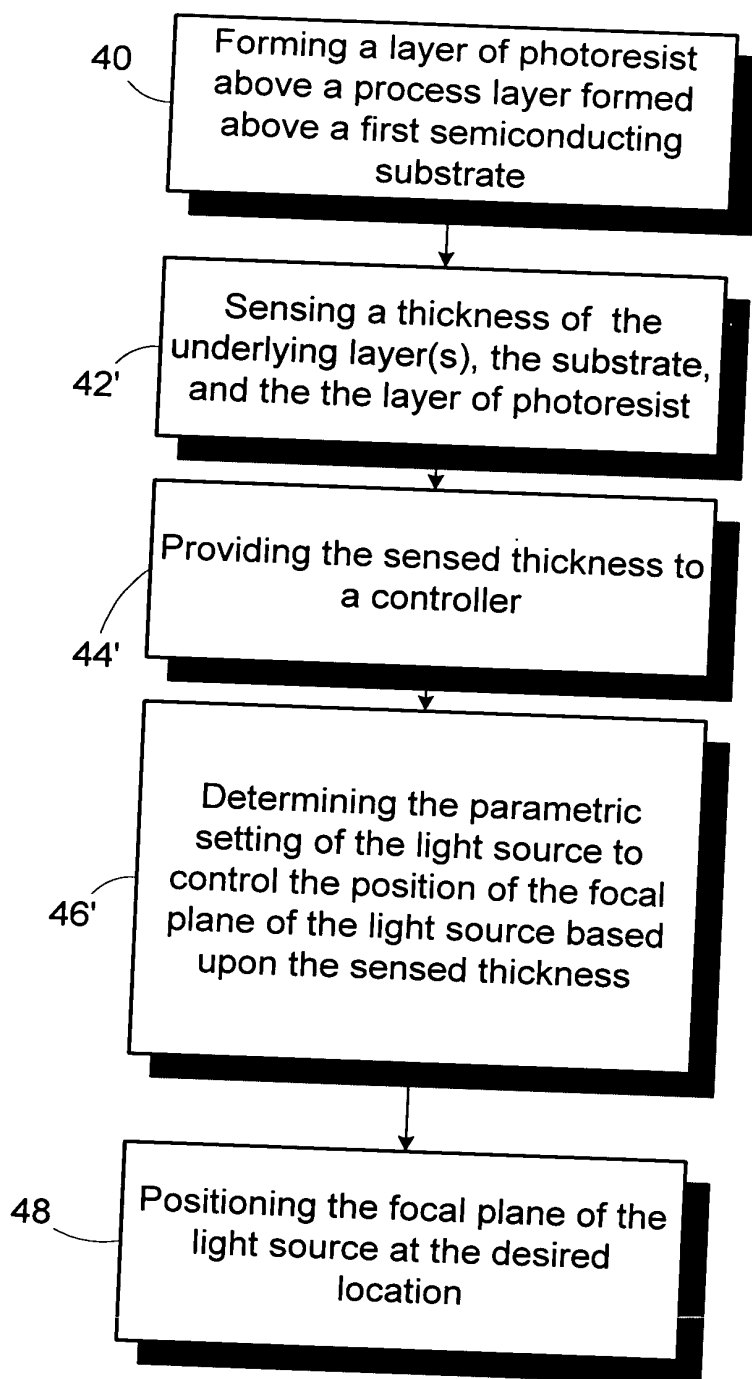 40
Forming a layer of photoresist
above a process layer formed
above a first semiconducting
substrate
42'
Sensing a thickness of the
underlying layer(s), the substrate,
and the the layer of photoresist
44'
Providing the sensed thickness to
a controller
46'
Determining the parametric
setting of the light source to
control the position of the focal
plane of the light source based
upon the sensed thickness
48
Positioning the focal plane of the
light source at the desired
location